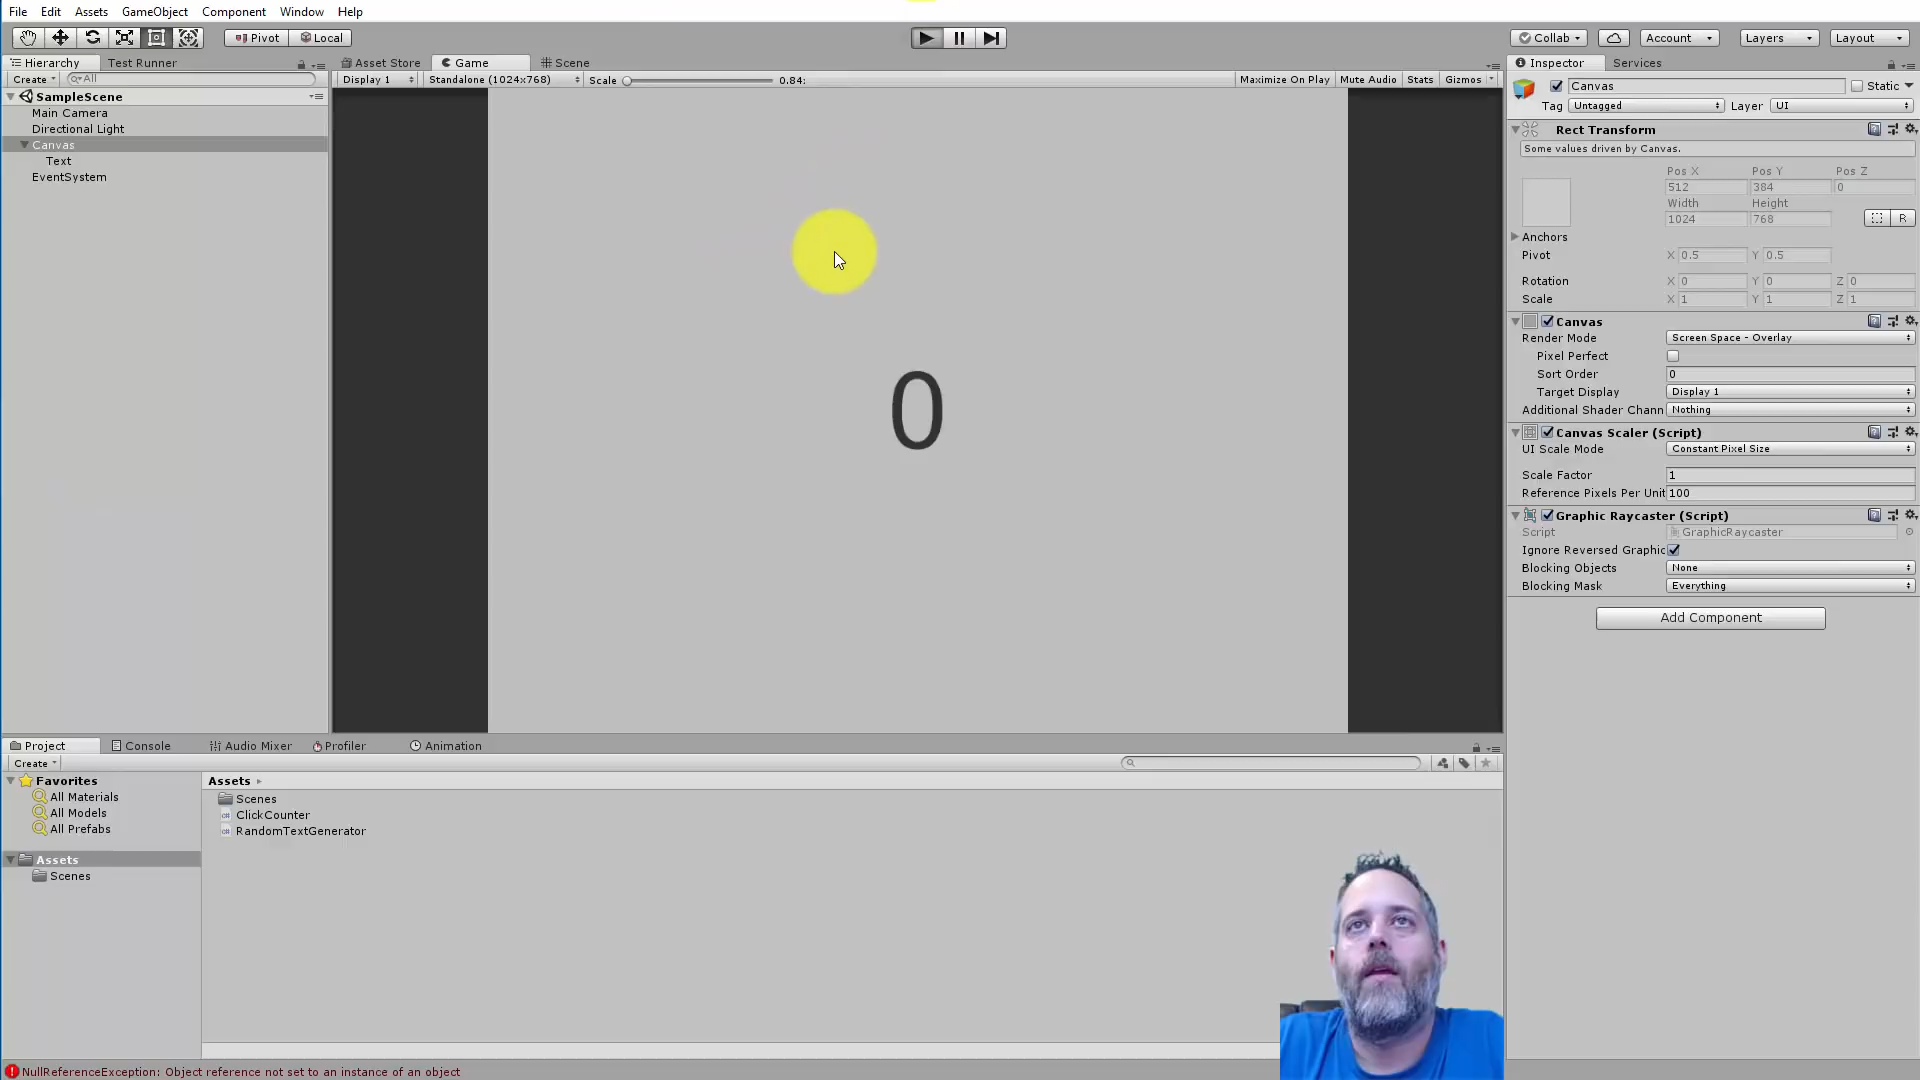 File Edit Assets GameObject Component Window Help
Pivot Local Collab Account Layers Layout
Hierarchy Test Runner Asset Store Game Scene Inspector Services
Create All Display 1 Standalone (1024x768) Scale 0.84: Maximize On Play Mute Audio Stats Gizmos
SampleScene
Main Camera
Directional Light
Canvas
Text
EventSystem
0
Canvas Static
Tag Untagged Layer UI
Rect Transform
Some values driven by Canvas.
Pos X Pos Y Pos Z
512 384 0
Width Height
1024 768 R
Anchors
Pivot X 0.5 Y 0.5
Rotation X 0 Y 0 Z 0
Scale X 1 Y 1 Z 1
Canvas
Render Mode Screen Space - Overlay
Pixel Perfect
Sort Order 0
Target Display Display 1
Additional Shader Chann Nothing
Canvas Scaler (Script)
UI Scale Mode Constant Pixel Size
Scale Factor 1
Reference Pixels Per Unit 100
Graphic Raycaster (Script)
Script GraphicRaycaster
Ignore Reversed Graphic
Blocking Objects None
Blocking Mask Everything
Add Component
Project Console Audio Mixer Profiler Animation
Create
Favorites
All Materials
All Models
All Prefabs
Assets
Scenes
Assets
Scenes
ClickCounter
RandomTextGenerator
NullReferenceException: Object reference not set to an instance of an object